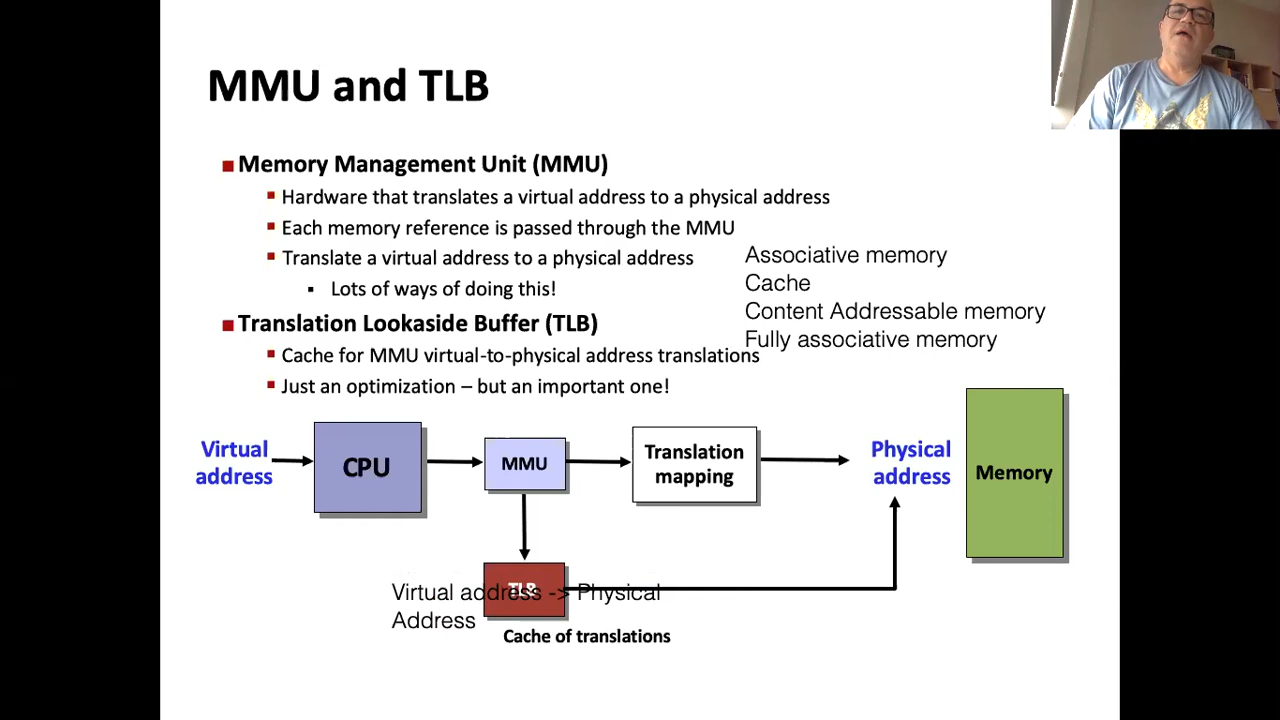 MMU and TLB
Memory Management Unit (MMU)
Hardware that translates a virtual address to a physical address
Each memory reference is passed through the MMU
Translate a virtual address to a physical address
Lots of ways of doing this!
Associative memory
Cache
Content Addressable memory
Fully associative memory
Translation Lookaside Buffer (TLB)
Cache for MMU virtual-to-physical address translations
Just an optimization – but an important one!
Virtual
address
CPU
MMU
Translation
mapping
Physical
address
Memory
TLB
Virtual address -> Physical
Address
Cache of translations